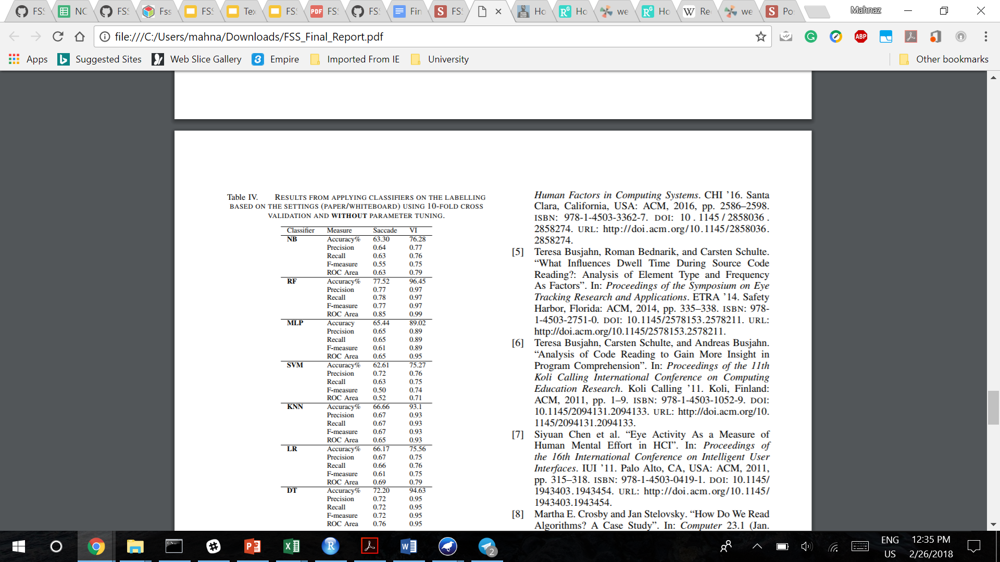 FS
NC
FS
Fss
FS
Tex
FS
PDF FS
FS
Fin
S FS
Ho
R^G Ho
we
R^G Ho
W Re
we
S Po
Mahnaz
file:///C:/Users/mahna/Downloads/FSS_Final_Report.pdf
ABP
Apps
Suggested Sites
Web Slice Gallery
Empire
Imported From IE
University
Other bookmarks
Table IV. RESULTS FROM APPLYING CLASSIFIERS ON THE LABELLING
BASED ON THE SETTINGS (PAPER/WHITEBOARD) USING 10-FOLD CROSS
VALIDATION AND WITHOUT PARAMETER TUNING.
Classifier Measure Saccade VI
NB Accuracy% 63.30 76.28
Precision 0.64 0.77
Recall 0.63 0.76
F-measure 0.55 0.75
ROC Area 0.63 0.79
RF Accuracy% 77.52 96.45
Precision 0.77 0.97
Recall 0.78 0.97
F-measure 0.77 0.97
ROC Area 0.85 0.99
MLP Accuracy 65.44 89.02
Precision 0.65 0.89
Recall 0.65 0.89
F-measure 0.61 0.89
ROC Area 0.65 0.95
SVM Accuracy% 62.61 75.27
Precision 0.72 0.76
Recall 0.63 0.75
F-measure 0.50 0.74
ROC Area 0.52 0.71
KNN Accuracy% 66.66 93.1
Precision 0.67 0.93
Recall 0.67 0.93
F-measure 0.67 0.93
ROC Area 0.65 0.93
LR Accuracy% 66.17 75.56
Precision 0.67 0.75
Recall 0.66 0.76
F-measure 0.61 0.75
ROC Area 0.69 0.79
DT Accuracy% 72.20 94.63
Precision 0.72 0.95
Recall 0.72 0.95
F-measure 0.72 0.95
ROC Area 0.76 0.95
Human Factors in Computing Systems. CHI ’16. Santa
Clara, California, USA: ACM, 2016, pp. 2586–2598.
ISBN: 978-1-4503-3362-7. DOI: 10 . 1145 / 2858036 .
2858274. URL: http://doi.acm.org/10.1145/2858036.
2858274.
[5] Teresa Busjahn, Roman Bednarik, and Carsten Schulte.
“What Influences Dwell Time During Source Code
Reading?: Analysis of Element Type and Frequency
As Factors”. In: Proceedings of the Symposium on Eye
Tracking Research and Applications. ETRA ’14. Safety
Harbor, Florida: ACM, 2014, pp. 335–338. ISBN: 978-
1-4503-2751-0. DOI: 10.1145/2578153.2578211. URL:
http://doi.acm.org/10.1145/2578153.2578211.
[6] Teresa Busjahn, Carsten Schulte, and Andreas Busjahn.
“Analysis of Code Reading to Gain More Insight in
Program Comprehension”. In: Proceedings of the 11th
Koli Calling International Conference on Computing
Education Research. Koli Calling ’11. Koli, Finland:
ACM, 2011, pp. 1–9. ISBN: 978-1-4503-1052-9. DOI:
10.1145/2094131.2094133. URL: http://doi.acm.org/10.
1145/2094131.2094133.
[7] Siyuan Chen et al. “Eye Activity As a Measure of
Human Mental Effort in HCI”. In: Proceedings of
the 16th International Conference on Intelligent User
Interfaces. IUI ’11. Palo Alto, CA, USA: ACM, 2011,
pp. 315–318. ISBN: 978-1-4503-0419-1. DOI: 10.1145/
1943403.1943454. URL: http://doi.acm.org/10.1145/
1943403.1943454.
[8] Martha E. Crosby and Jan Stelovsky. “How Do We Read
Algorithms? A Case Study”. In: Computer 23.1 (Jan.
2
ENG
US
12:35 PM
2/26/2018